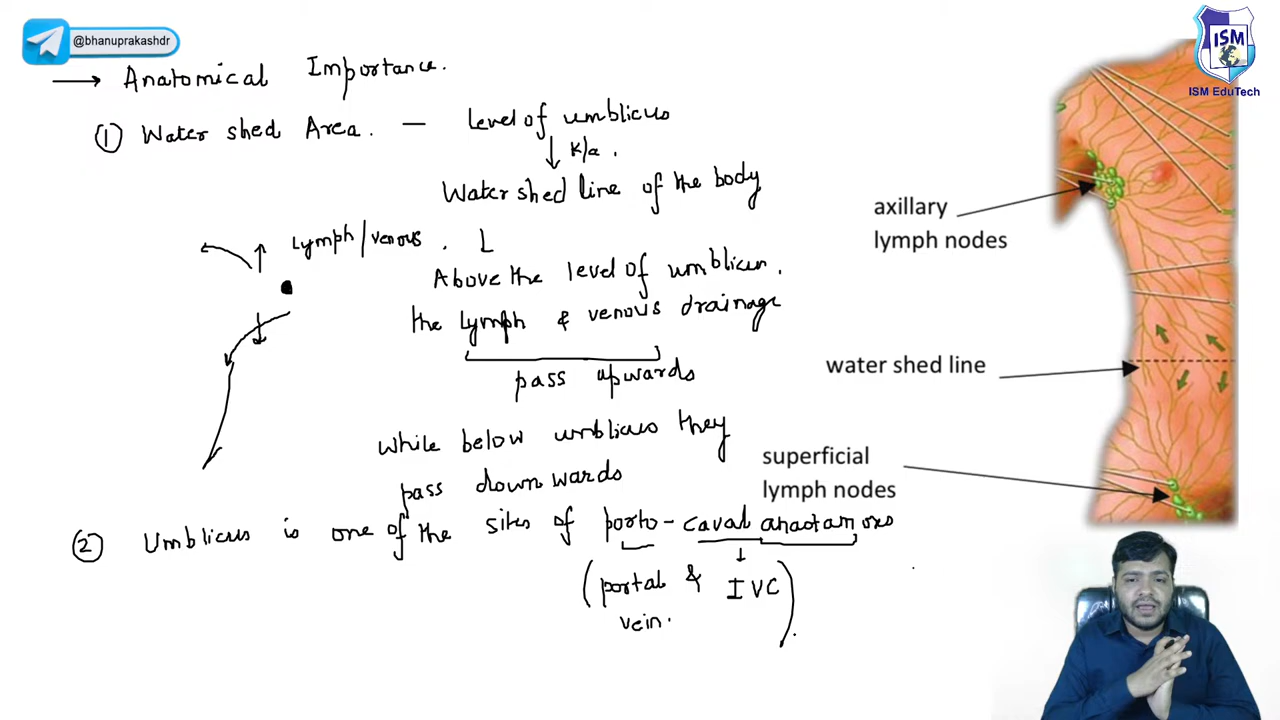 @bhanuprakashdr
ISM
ISM EduTech
→ Anatomical Importance.
① Water shed Area. — Level of umblicus
↓ K/a.
Water shed line of the body
Lymph/venous.
Above the level of umblicus.
the Lymph & venous drainage
pass upwards
While below umblicus they
pass downwards
② Umblicus is one of the sites of porto-caval anastamoses
(portal & IVC)
vein.
axillary
lymph nodes
water shed line
superficial
lymph nodes